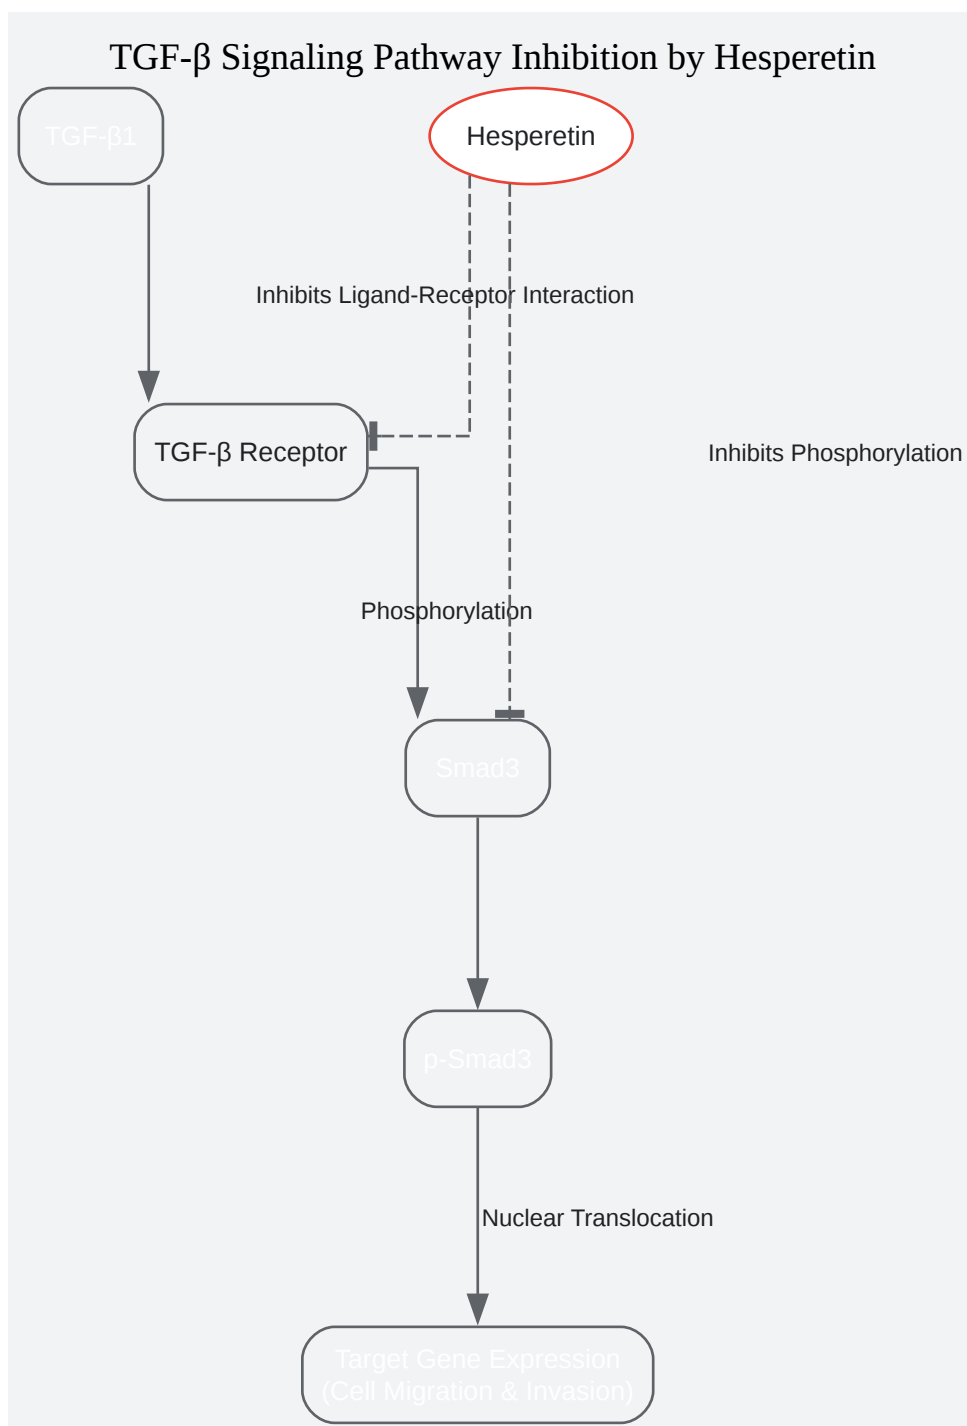 TGF-β Signaling Pathway Inhibition by Hesperetin
TGF-β1
Hesperetin
Inhibits Ligand-Receptor Interaction
TGF-β Receptor
Inhibits Phosphorylation
Phosphorylation
Smad3
p-Smad3
Nuclear Translocation
Target Gene Expression
(Cell Migration & Invasion)